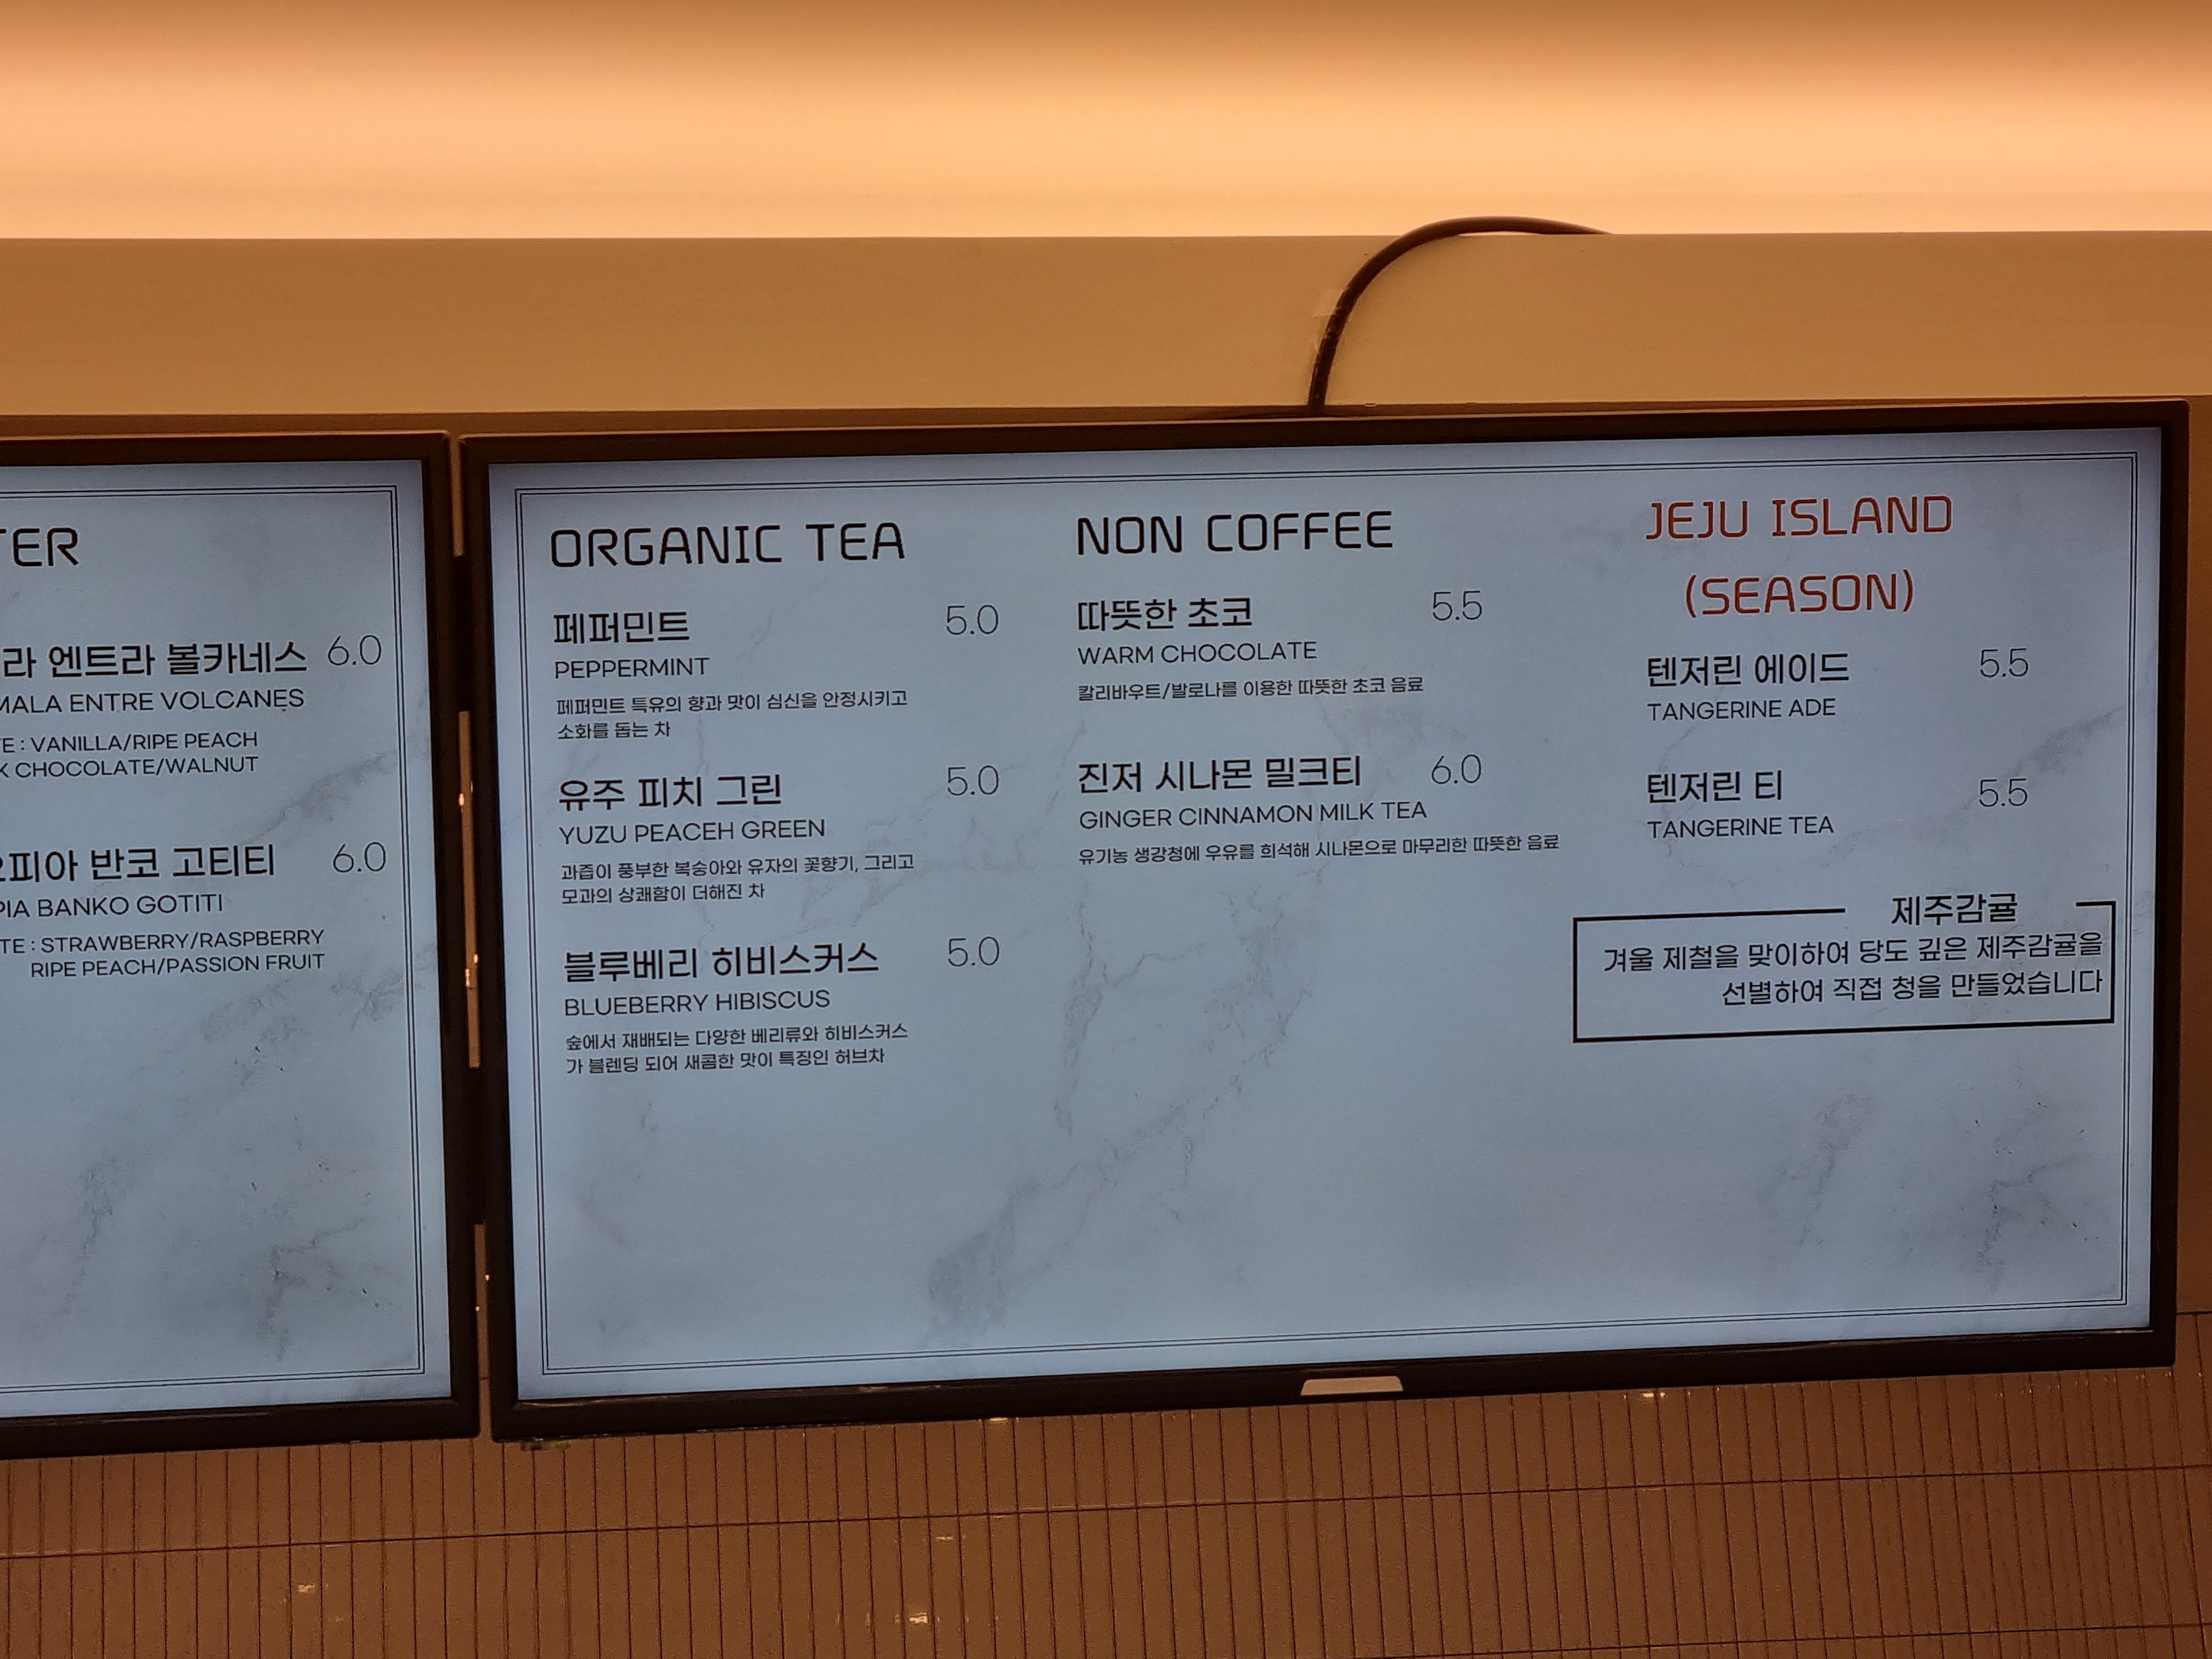 TER
라 엔트라 볼카네스 6.0
MALA ENTRE VOLCANES
TE : VANILLA/RIPE PEACH
K CHOCOLATE/WALNUT
피아 반코 고티티 6.0
PIA BANKO GOTITI
TE : STRAWBERRY/RASPBERRY
RIPE PEACH/PASSION FRUIT
ORGANIC TEA
페퍼민트 5.0
PEPPERMINT
페퍼민트 특유의 향과 맛이 심신을 안정시키고
소화를 돕는 차
유주 피치 그린 5.0
YUZU PEACEH GREEN
과즙이 풍부한 복숭아와 유자의 꽃향기, 그리고
모과의 상쾌함이 더해진 차
블루베리 히비스커스 5.0
BLUEBERRY HIBISCUS
숲에서 재배되는 다양한 베리류와 히비스커스
가 블렌딩 되어 새콤한 맛이 특징인 허브차
NON COFFEE
따뜻한 초코 5.5
WARM CHOCOLATE
칼리바우트/발로나를 이용한 따뜻한 초코 음료
진저 시나몬 밀크티 6.0
GINGER CINNAMON MILK TEA
유기농 생강청에 우유를 희석해 시나몬으로 마무리한 따뜻한 음료
JEJU ISLAND
(SEASON)
텐저린 에이드 5.5
TANGERINE ADE
텐저린 티 5.5
TANGERINE TEA
제주감귤
겨울 제철을 맞이하여 당도 깊은 제주감귤을
선별하여 직접 청을 만들었습니다